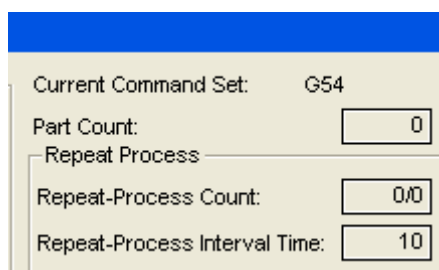 Current Command Set: G54
Part Count: 0
Repeat Process
Repeat-Process Count: 0/0
Repeat-Process Interval Time: 10